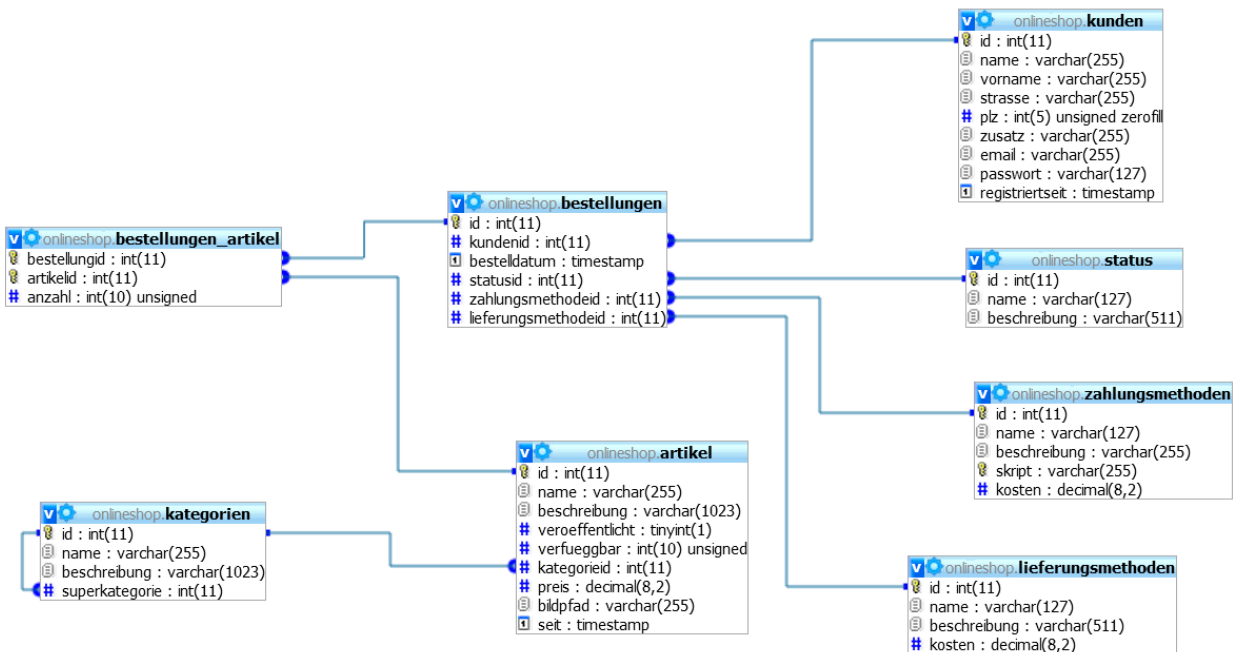 onlineshop.kunden
id : int(11)
name : varchar(255)
vorname : varchar(255)
strasse : varchar(255)
plz : int(5) unsigned zerofill
zusatz : varchar(255)
email : varchar(255)
passwort : varchar(127)
registriertseit : timestamp
onlineshop.bestellungen
id : int(11)
kundenid : int(11)
bestelldatum : timestamp
statusid : int(11)
zahlungsmethodeid : int(11)
lieferungsmethodeid : int(11)
onlineshop.bestellungen_artikel
bestellungid : int(11)
artikelid : int(11)
anzahl : int(10) unsigned
onlineshop.status
id : int(11)
name : varchar(127)
beschreibung : varchar(511)
onlineshop.zahlungsmethoden
id : int(11)
name : varchar(127)
beschreibung : varchar(255)
skript : varchar(255)
kosten : decimal(8,2)
onlineshop.artikel
id : int(11)
name : varchar(255)
beschreibung : varchar(1023)
veroeffentlicht : tinyint(1)
verfueggbar : int(10) unsigned
kategorieid : int(11)
preis : decimal(8,2)
bildpfad : varchar(255)
seit : timestamp
onlineshop.kategorien
id : int(11)
name : varchar(255)
beschreibung : varchar(1023)
superkategorie : int(11)
onlineshop.lieferungsmethoden
id : int(11)
name : varchar(127)
beschreibung : varchar(511)
kosten : decimal(8,2)